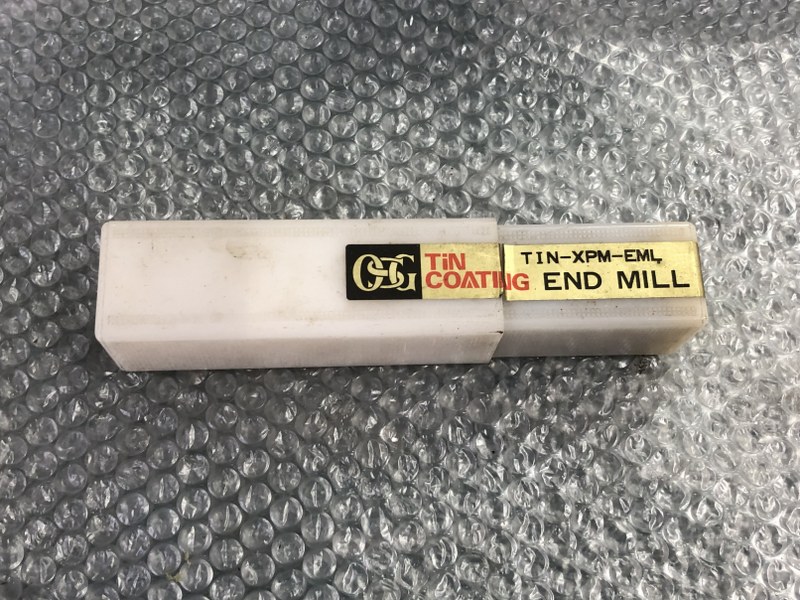 OSG
TiN
COATING
TIN-XPM-EML
END MILL